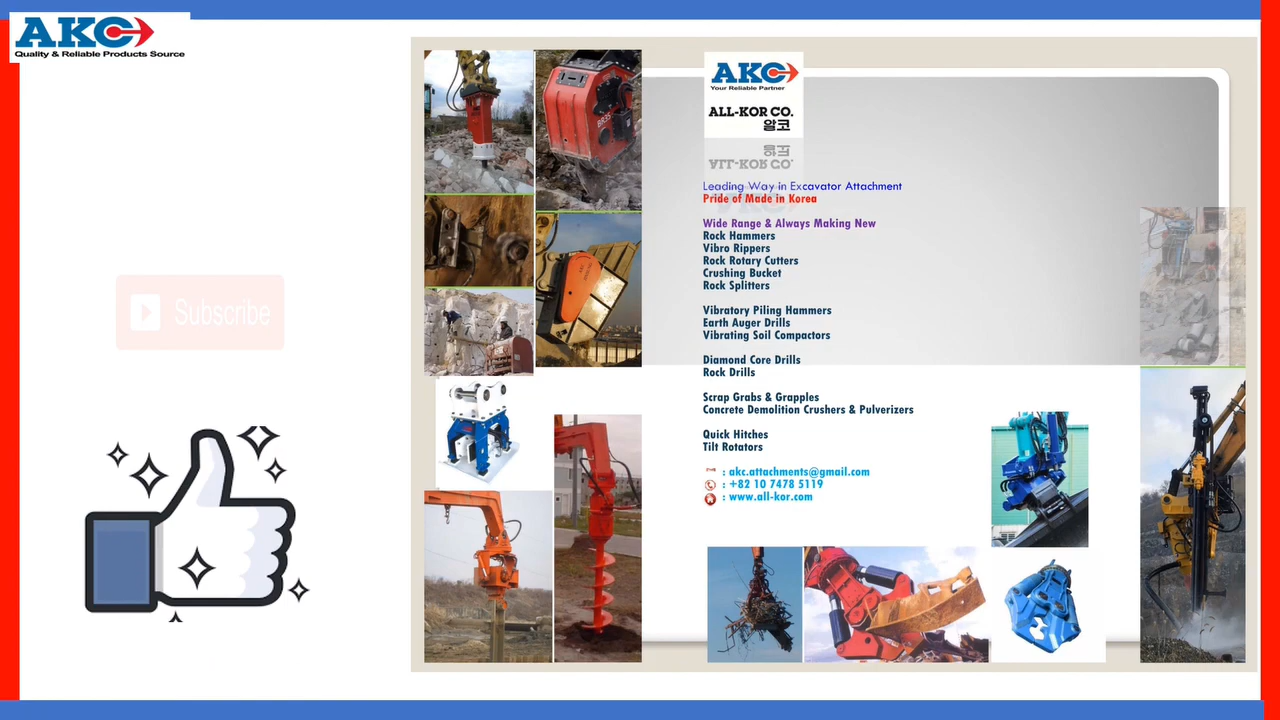 AKC
Quality & Reliable Products Source
Subscribe
AKC
Your Reliable Partner
ALL-KOR CO.
앙코
Leading Way in Excavator Attachment
Pride of Made in Korea
Wide Range & Always Making New
Rock Hammers
Vibro Rippers
Rock Rotary Cutters
Crushing Bucket
Rock Splitters
Vibratory Piling Hammers
Earth Auger Drills
Vibrating Soil Compactors
Diamond Core Drills
Rock Drills
Scrap Grabs & Grapples
Concrete Demolition Crushers & Pulverizers
Quick Hitches
Tilt Rotators
: akc.attachments@gmail.com
: +82 10 7478 5119
: www.all-kor.com